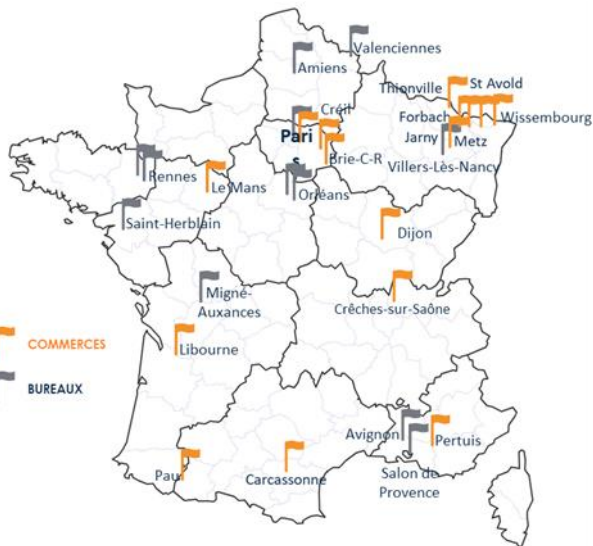 Valenciennes
Amiens
Thionville
St Avold
Creil
Forbach
Wissembourg
Pari
s
Jarny
Metz
Brie-C-R
Villers-Lès-Nancy
Rennes
Le Mans
Orléans
Saint-Herblain
Dijon
Migné-
Auxances
Crêches-sur-Saône
COMMERCES
Libourne
BUREAUX
Avignon
Pertuis
Pau
Carcassonne
Salon de
Provence